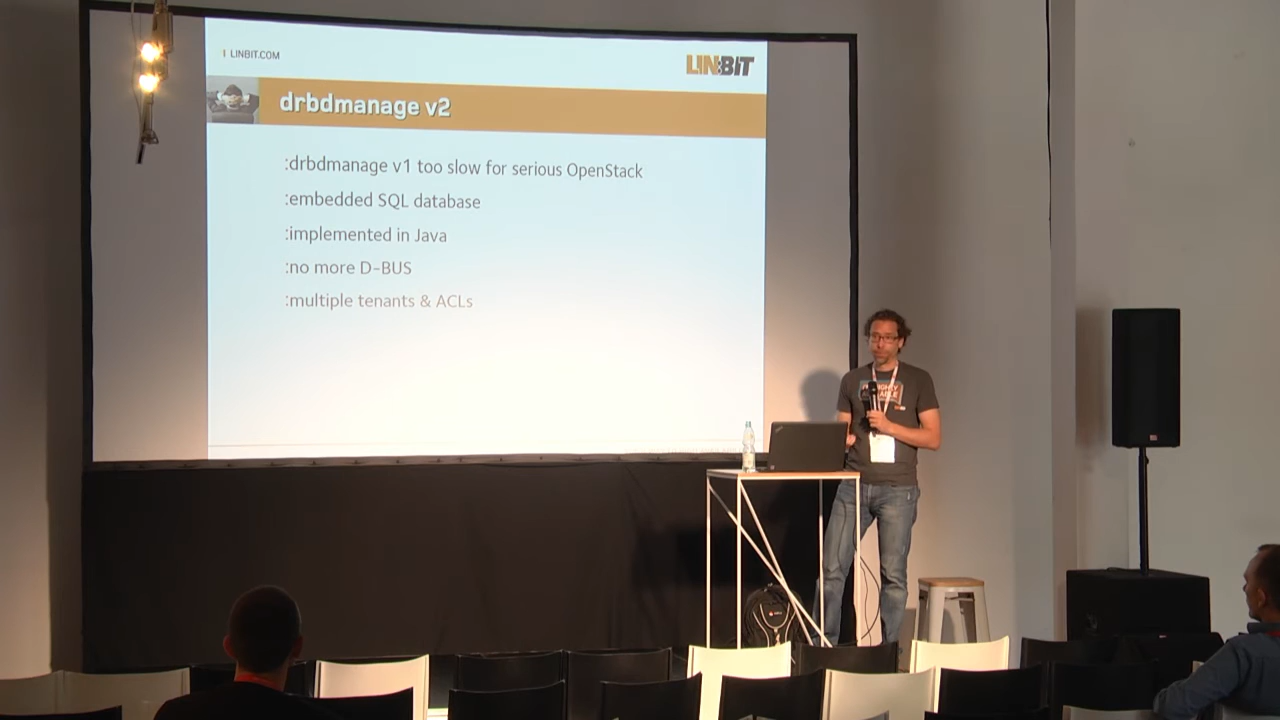 LINBIT.COM
LINBIT
drbdmanage v2
:drbdmanage v1 too slow for serious OpenStack
:embedded SQL database
:implemented in Java
:no more D-BUS
:multiple tenants & ACLs